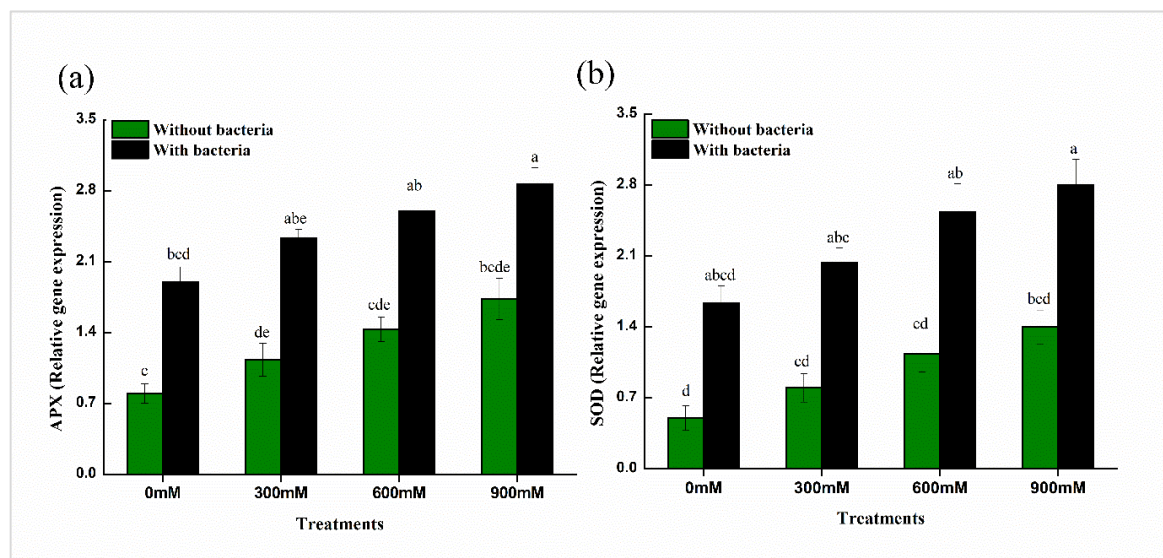 (a)
3.5
Without bacteria
With bacteria
2.8
2.1
1.4
0.7
0.0
APX (Relative gene expression)
c
bcd
de
abe
cde
ab
bcde
a
0mM
300mM
600mM
900mM
Treatments
(b)
3.5
Without bacteria
With bacteria
2.8
2.1
1.4
0.7
0.0
SOD (Relative gene expression)
d
abcd
cd
abc
cd
ab
bcd
a
0mM
300mM
600mM
900mM
Treatments